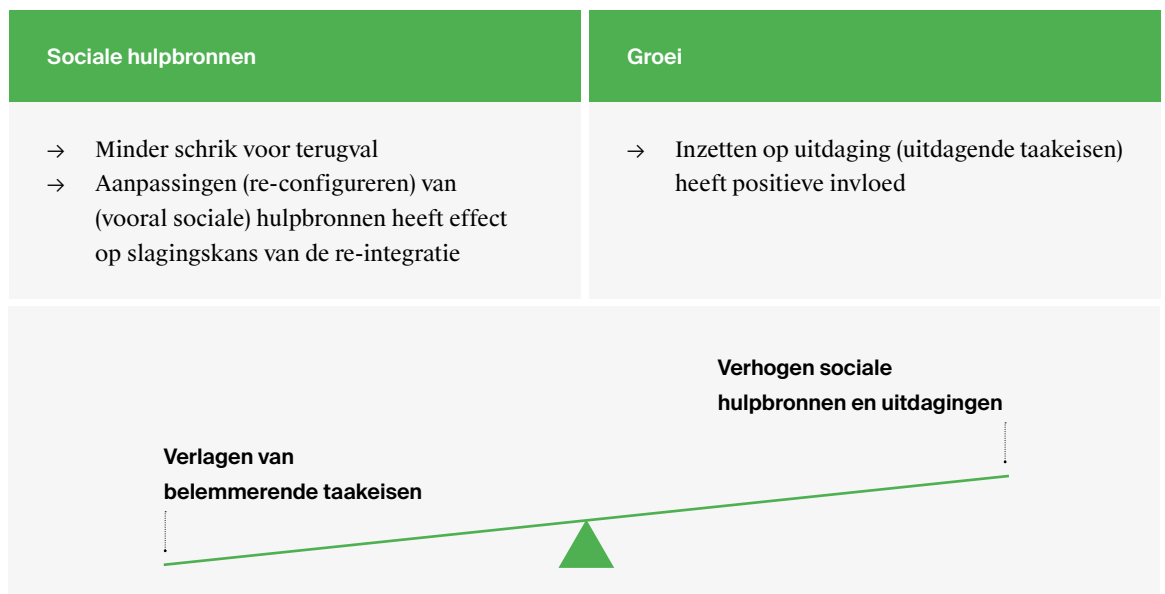 Sociale hulpbronnen
→ Minder schrik voor terugval
→ Aanpassingen (re-configureren) van
(vooral sociale) hulpbronnen heeft effect
op slagingskans van de re-integratie
Groei
→ Inzetten op uitdaging (uitdagende taakeisen)
heeft positieve invloed
Verhogen sociale
hulpbronnen en uitdagingen
Verlagen van
belemmerende taakeisen